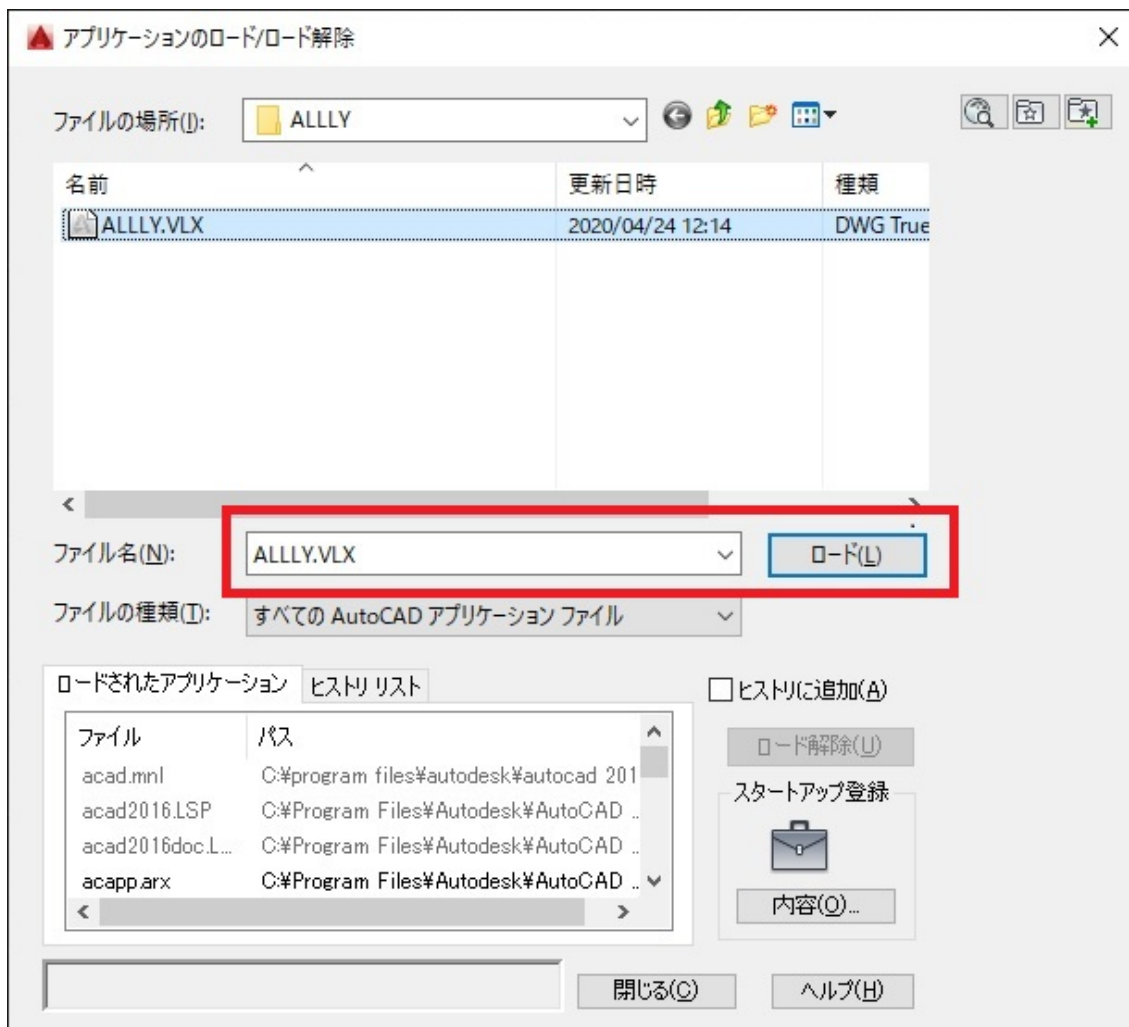 アプリケーションのロード/ロード解除
ファイルの場所(I): ALLLY
名前 更新日時 種類
ALLLY.VLX 2020/04/24 12:14 DWG True
ファイル名(N): ALLLY.VLX ロード(L)
ファイルの種類(T): すべての AutoCAD アプリケーション ファイル
ロードされたアプリケーション ヒストリ リスト
ヒストリに追加(A)
ファイル パス
ロード解除(U)
acad.mnl C:¥program files¥autodesk¥autocad 201
スタートアップ登録
acad2016.LSP C:¥Program Files¥Autodesk¥AutoCAD ..
acad2016doc.L... C:¥Program Files¥Autodesk¥AutoCAD ..
acapp.arx C:¥Program Files¥Autodesk¥AutoCAD ..
内容(O)...
閉じる(C) ヘルプ(H)